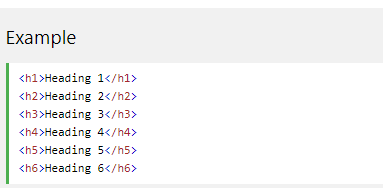 Example
<h1>Heading 1</h1>
<h2>Heading 2</h2>
<h3>Heading 3</h3>
<h4>Heading 4</h4>
<h5>Heading 5</h5>
<h6>Heading 6</h6>